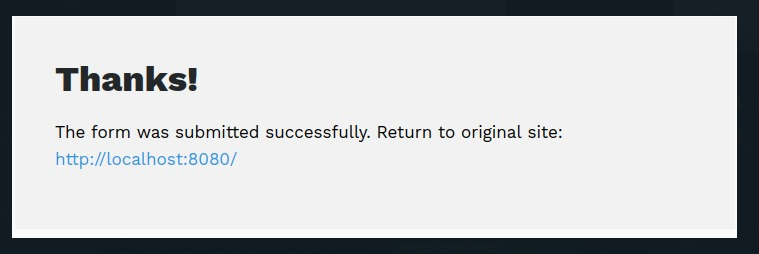 Thanks!
The form was submitted successfully. Return to original site:
http://localhost:8080/